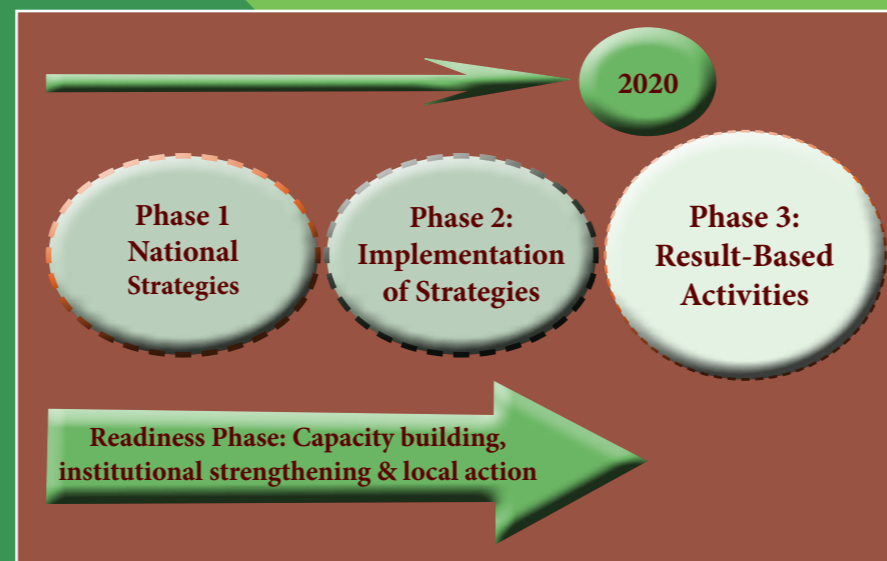 2020
Phase 1
National
Strategies
Phase 2:
Implementation
of Strategies
Phase 3:
Result-Based
Activities
Readiness Phase: Capacity building,
institutional strengthening & local action